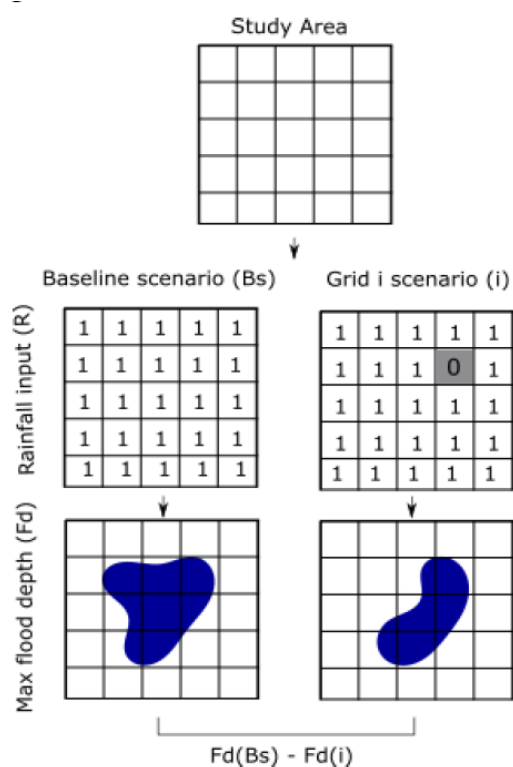 Study Area
Baseline scenario (Bs)
Grid i scenario (i)
Rainfall input (R)
1 1 1 1 1
1 1 1 1 1
1 1 1 1 1
1 1 1 1 1
1 1 1 1 1
1 1 1 1 1
1 1 1 0 1
1 1 1 1 1
1 1 1 1 1
1 1 1 1 1
Max flood depth (Fd)
Fd(Bs) - Fd(i)